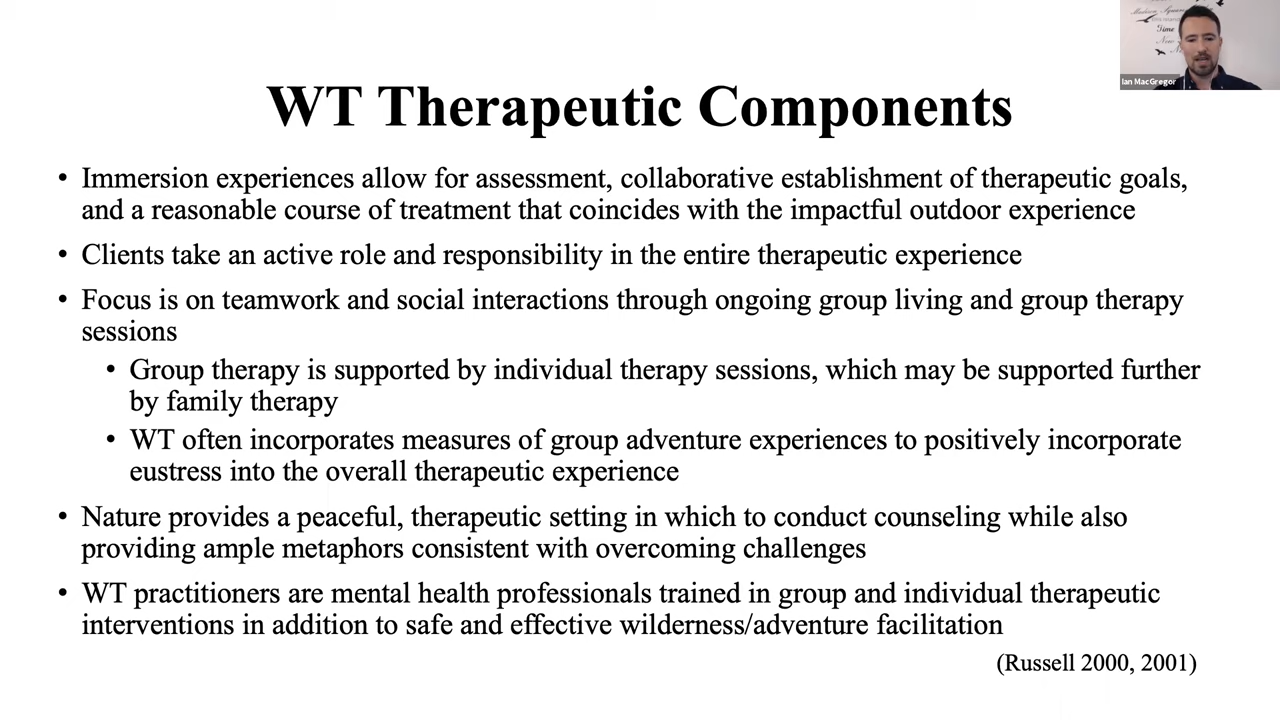 Madison Square
Time
Ian MacGregor
WT Therapeutic Components
• Immersion experiences allow for assessment, collaborative establishment of therapeutic goals,
and a reasonable course of treatment that coincides with the impactful outdoor experience
• Clients take an active role and responsibility in the entire therapeutic experience
• Focus is on teamwork and social interactions through ongoing group living and group therapy
sessions
• Group therapy is supported by individual therapy sessions, which may be supported further
by family therapy
• WT often incorporates measures of group adventure experiences to positively incorporate
eustress into the overall therapeutic experience
• Nature provides a peaceful, therapeutic setting in which to conduct counseling while also
providing ample metaphors consistent with overcoming challenges
• WT practitioners are mental health professionals trained in group and individual therapeutic
interventions in addition to safe and effective wilderness/adventure facilitation
(Russell 2000, 2001)